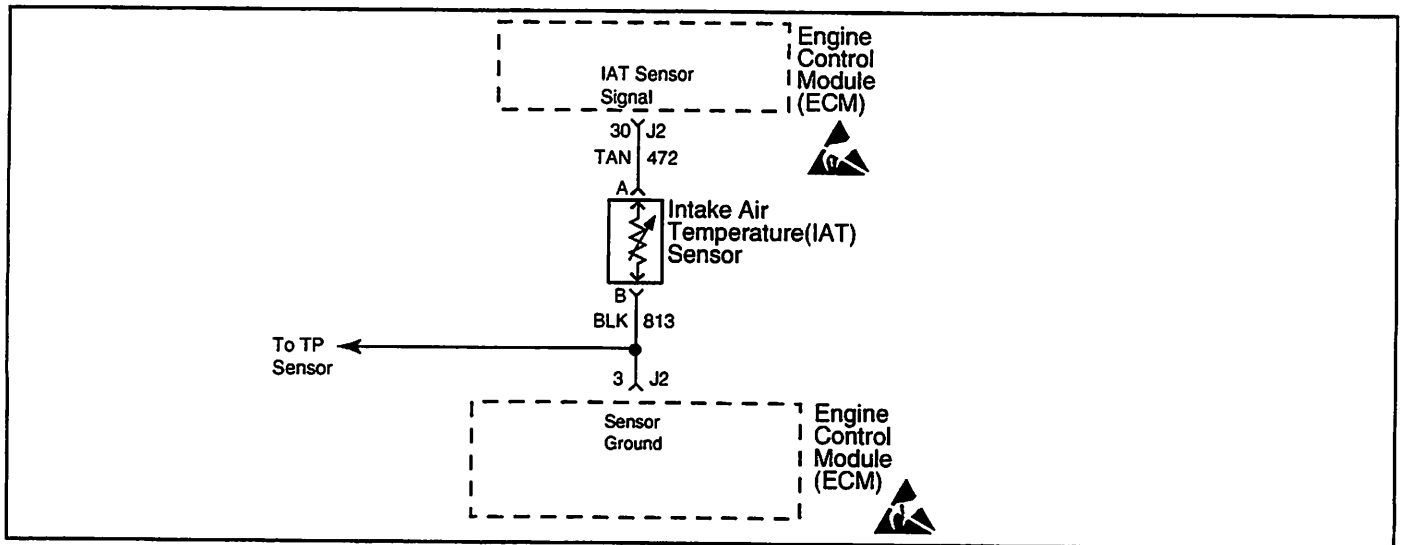 Engine
Control
Module
(ECM)
IAT Sensor
Signal
30 J2
TAN 472
A
Intake Air
Temperature(IAT)
Sensor
B
BLK 813
To TP
Sensor
3 J2
Sensor
Ground
Engine
Control
Module
(ECM)